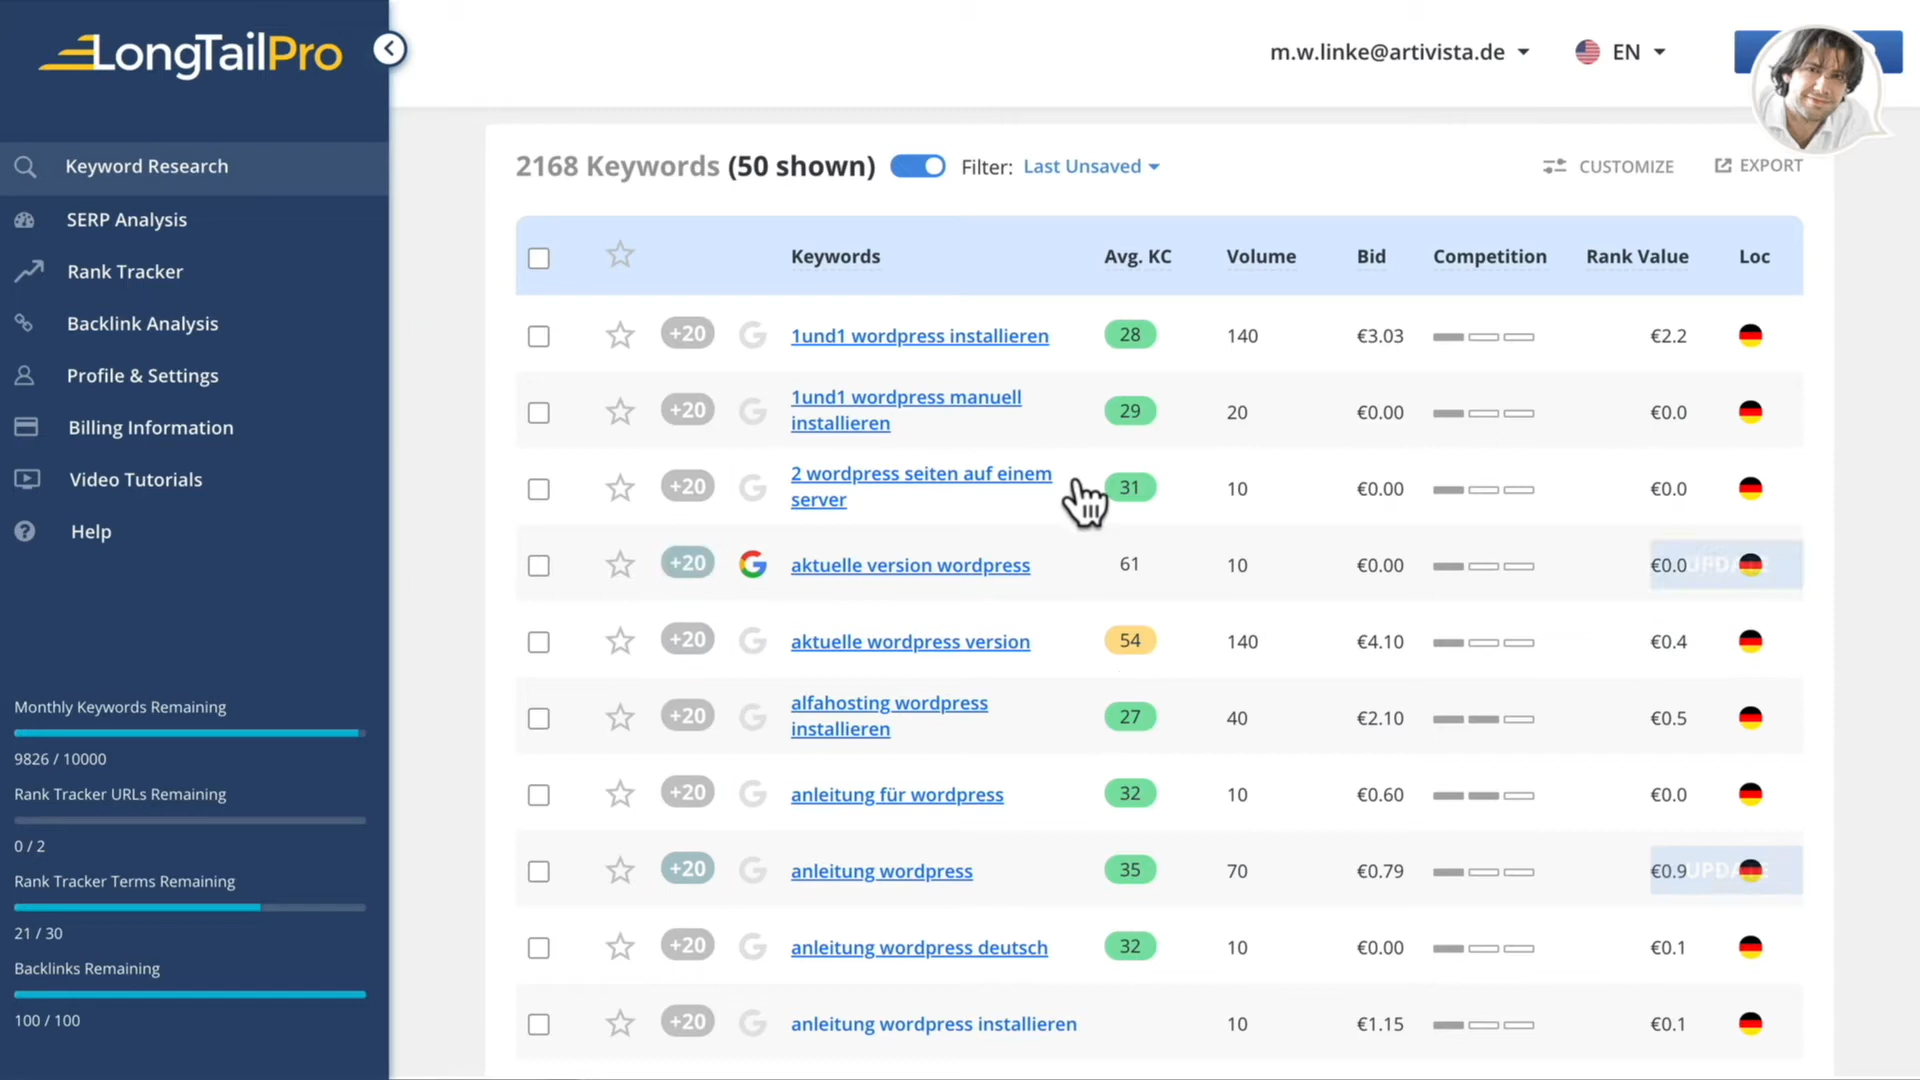 LongTailPro
m.w.linke@artivista.de
EN
Keyword Research
SERP Analysis
Rank Tracker
Backlink Analysis
Profile & Settings
Billing Information
Video Tutorials
Help
Monthly Keywords Remaining
9826 / 10000
Rank Tracker URLs Remaining
0 / 2
Rank Tracker Terms Remaining
21 / 30
Backlinks Remaining
100 / 100
2168 Keywords (50 shown) Filter: Last Unsaved CUSTOMIZE EXPORT
Keywords Avg. KC Volume Bid Competition Rank Value Loc
+20 1und1 wordpress installieren 28 140 €3.03 €2.2
+20 1und1 wordpress manuell
installieren 29 20 €0.00 €0.0
+20 2 wordpress seiten auf einem
server 31 10 €0.00 €0.0
+20 aktuelle version wordpress 61 10 €0.00 €0.0
+20 aktuelle wordpress version 54 140 €4.10 €0.4
+20 alfahosting wordpress
installieren 27 40 €2.10 €0.5
+20 anleitung für wordpress 32 10 €0.60 €0.0
+20 anleitung wordpress 35 70 €0.79 €0.9
+20 anleitung wordpress deutsch 32 10 €0.00 €0.1
+20 anleitung wordpress installieren 10 €1.15 €0.1